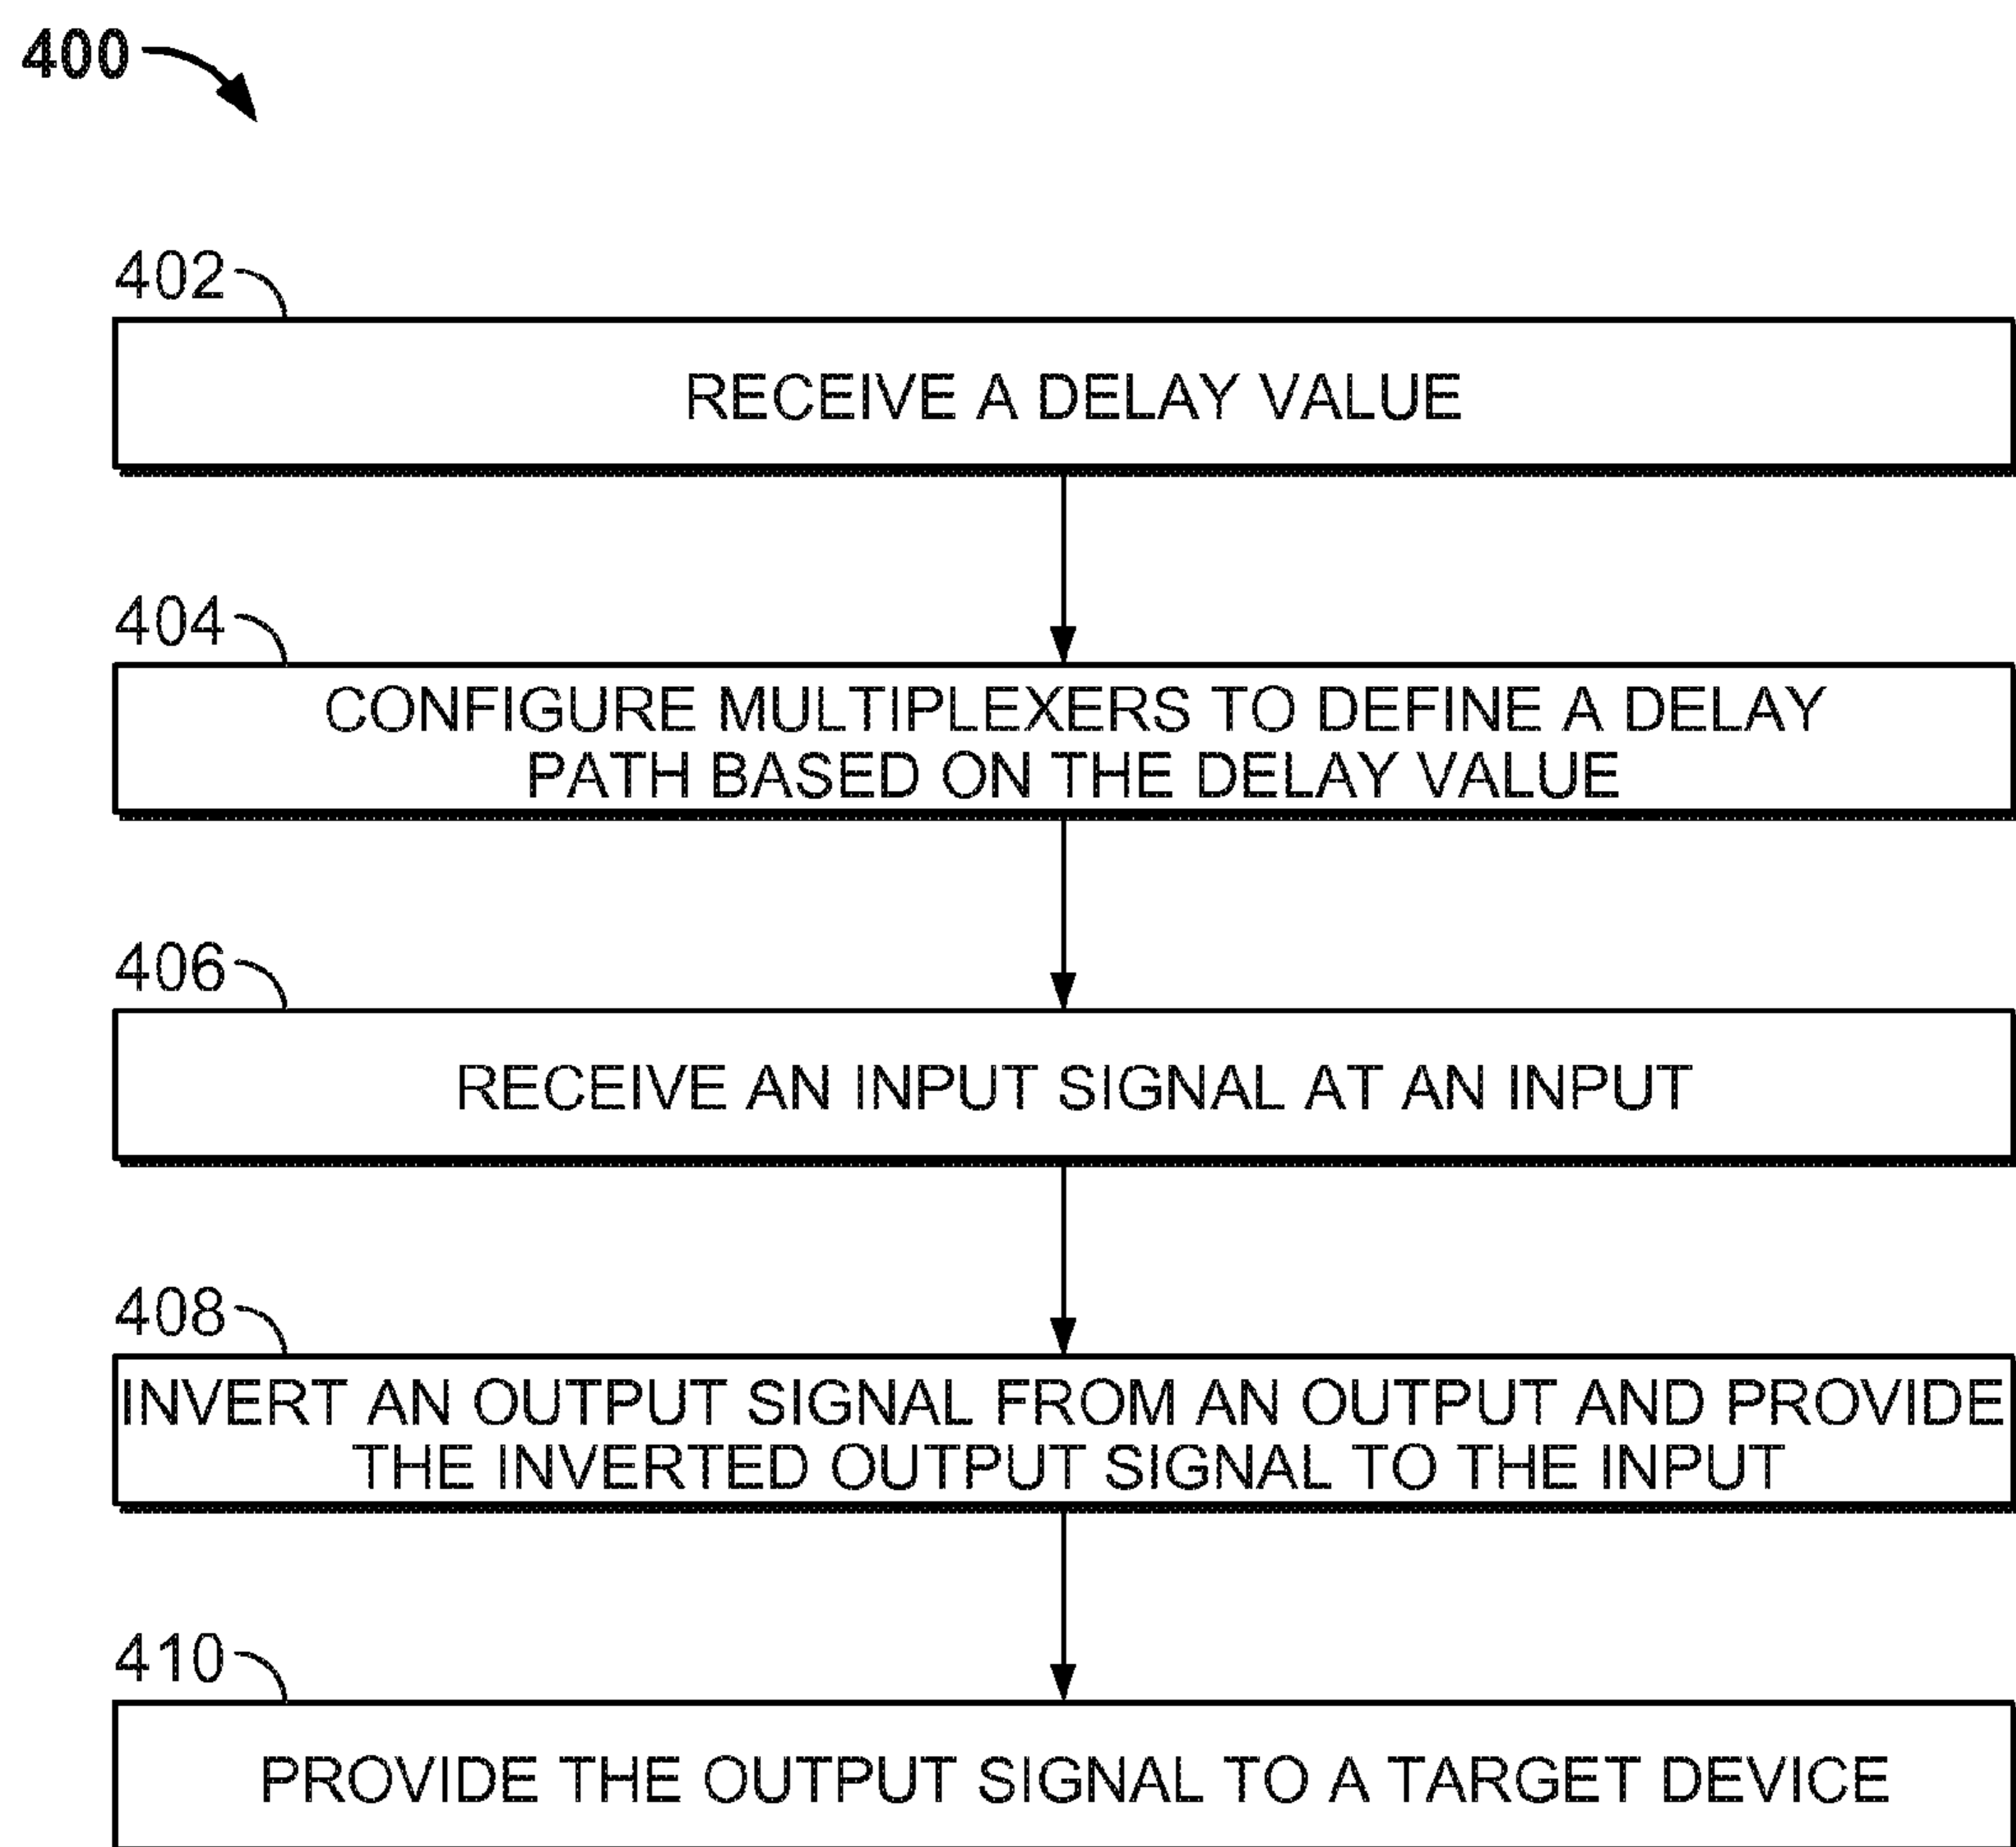 400
402
RECEIVE A DELAY VALUE
404
CONFIGURE MULTIPLEXERS TO DEFINE A DELAY
PATH BASED ON THE DELAY VALUE
406
RECEIVE AN INPUT SIGNAL AT AN INPUT
408
INVERT AN OUTPUT SIGNAL FROM AN OUTPUT AND PROVIDE
THE INVERTED OUTPUT SIGNAL TO THE INPUT
410
PROVIDE THE OUTPUT SIGNAL TO A TARGET DEVICE